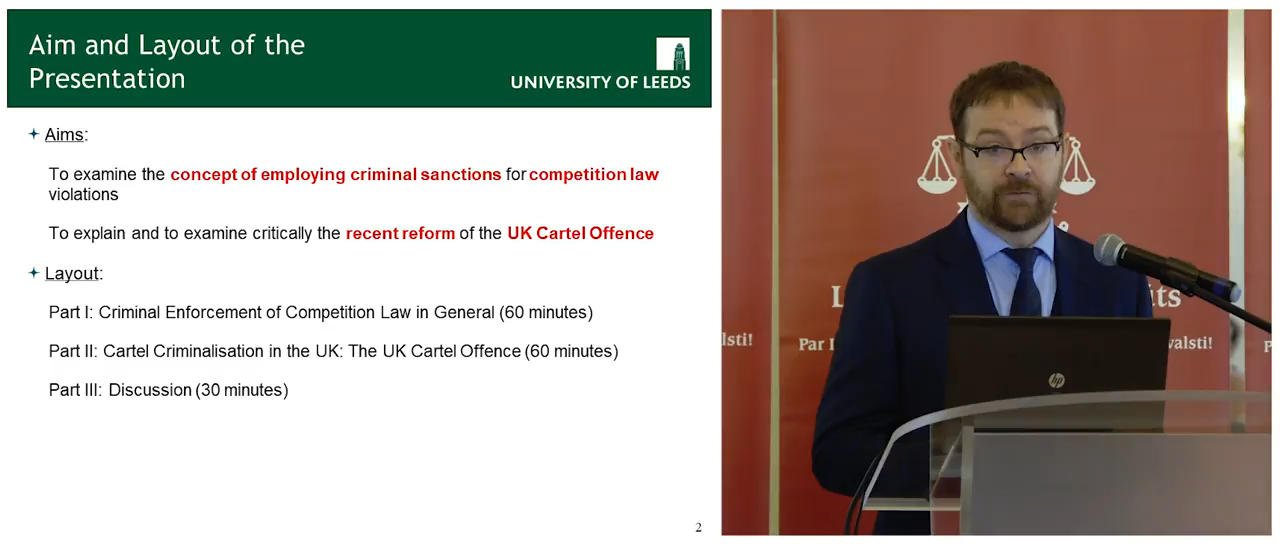 Aim and Layout of the
Presentation
UNIVERSITY OF LEEDS
Aims:
To examine the concept of employing criminal sanctions for competition law
violations
To explain and to examine critically the recent reform of the UK Cartel Offence
Layout:
Part I: Criminal Enforcement of Competition Law in General (60 minutes)
Part II: Cartel Criminalisation in the UK: The UK Cartel Offence (60 minutes)
Part III: Discussion (30 minutes)
2
Par
hp